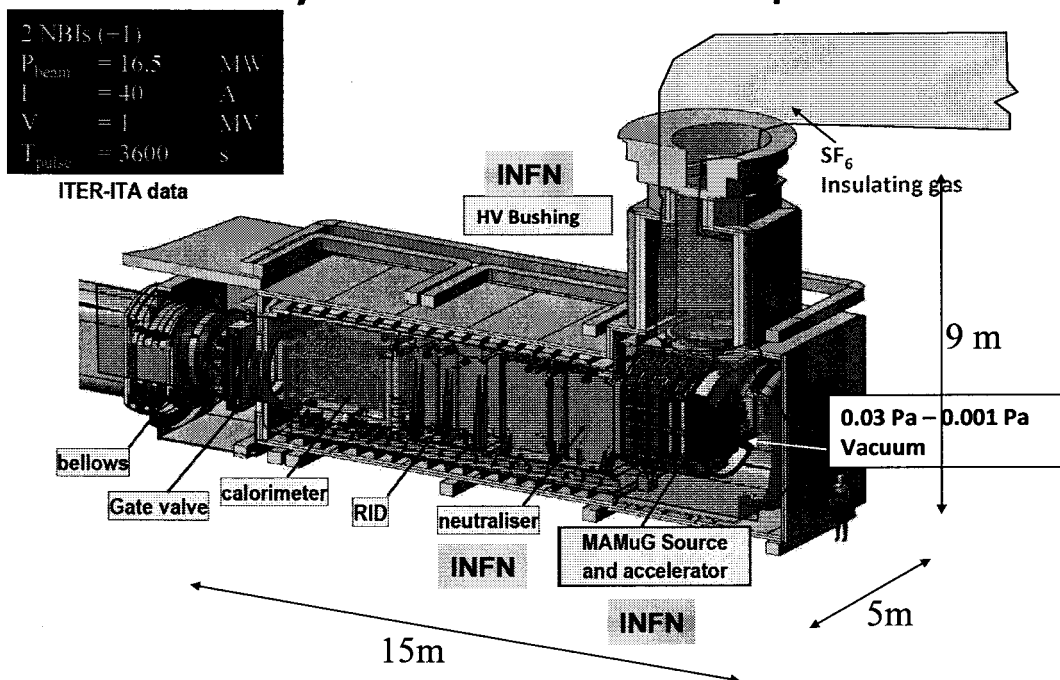 2 NBIs (+1)
P_beam = 16.5 MW
I = 40 A
V = 1 MV
T_pulse = 3600 s
ITER-ITA data
INFN
HV Bushing
SF₆
Insulating gas
9 m
0.03 Pa – 0.001 Pa
Vacuum
bellows
Gate valve
calorimeter
RID
neutraliser
MAMuG Source
and accelerator
INFN
INFN
5m
15m